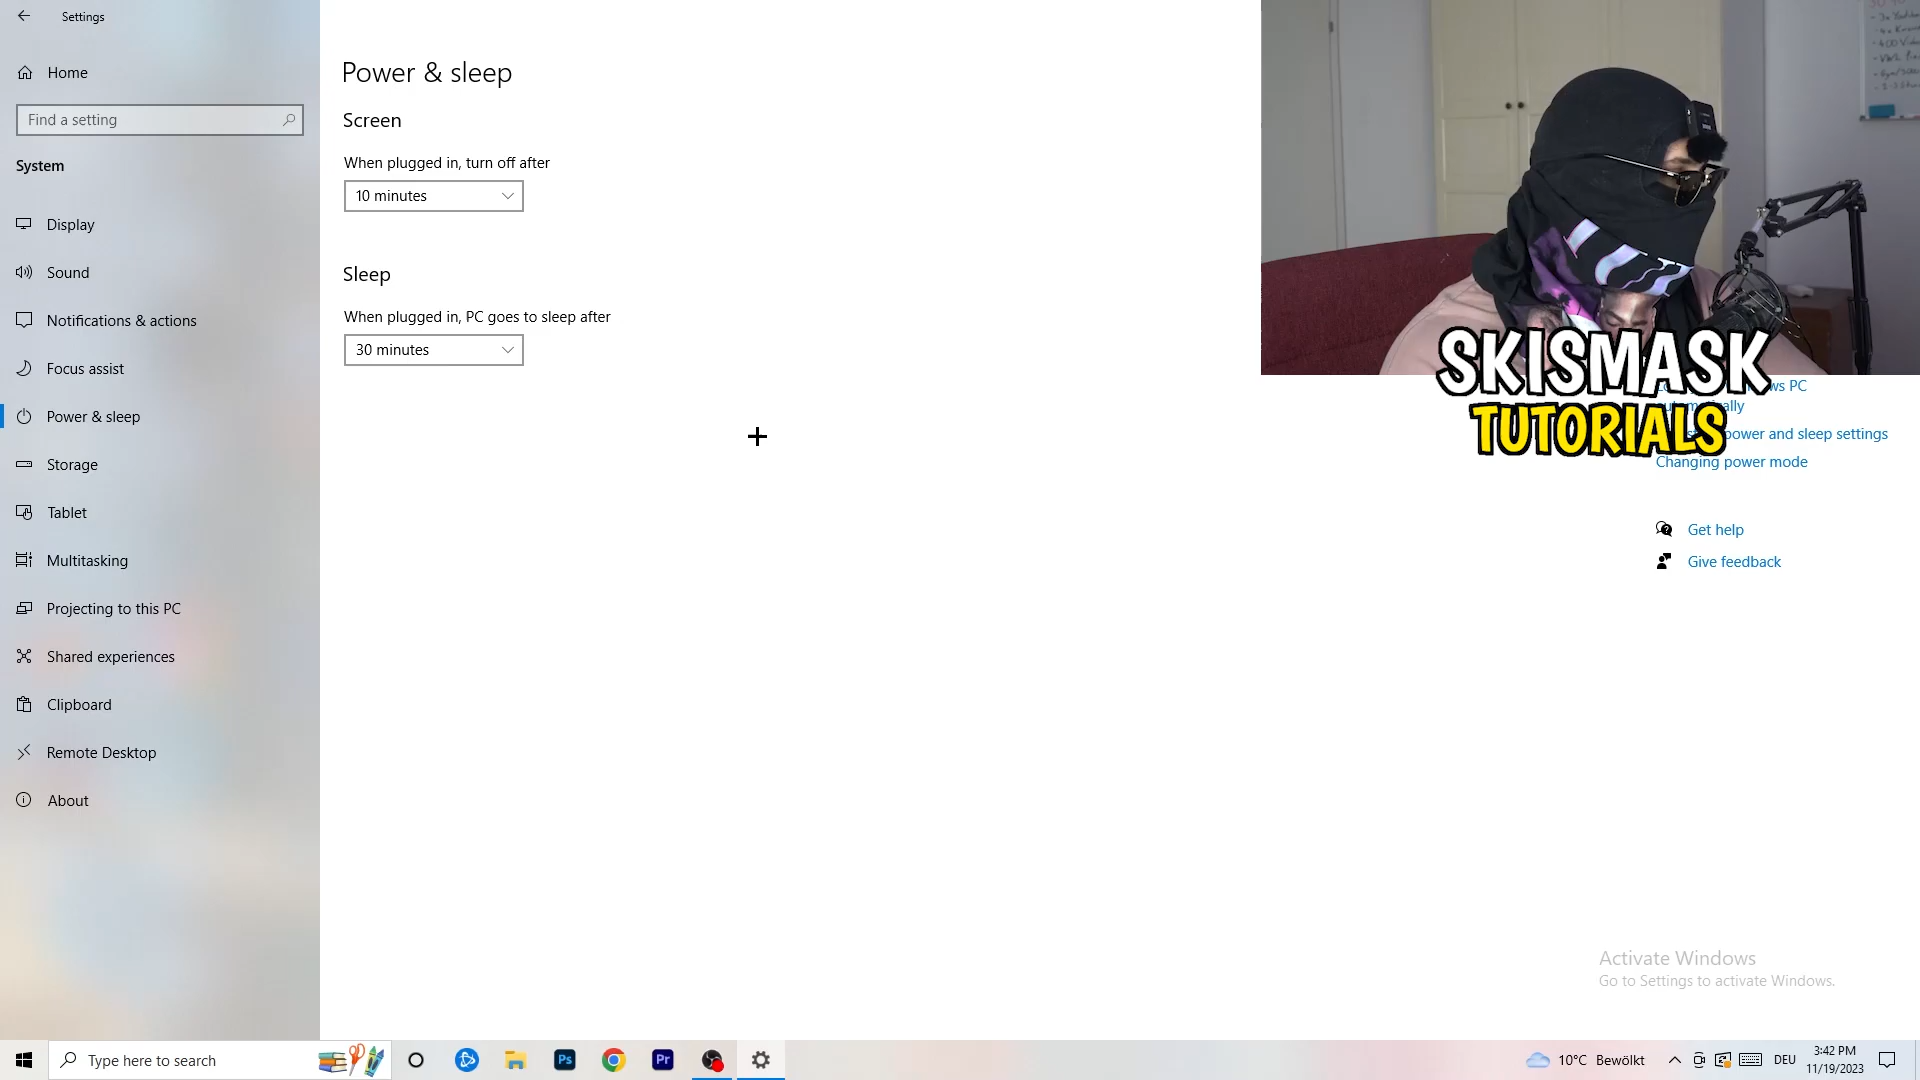 Settings
Home
Find a setting
System
Display
Sound
Notifications & actions
Focus assist
Power & sleep
Storage
Tablet
Multitasking
Projecting to this PC
Shared experiences
Clipboard
Remote Desktop
About
Power & sleep
Screen
When plugged in, turn off after
10 minutes
Sleep
When plugged in, PC goes to sleep after
30 minutes
SKISMASK
TUTORIALS
PC
power and sleep settings
Changing power mode
Get help
Give feedback
Activate Windows
Go to Settings to activate Windows.
Type here to search
Ps
Pr
10°C Bewölkt
DEU
3:42 PM
11/19/2023